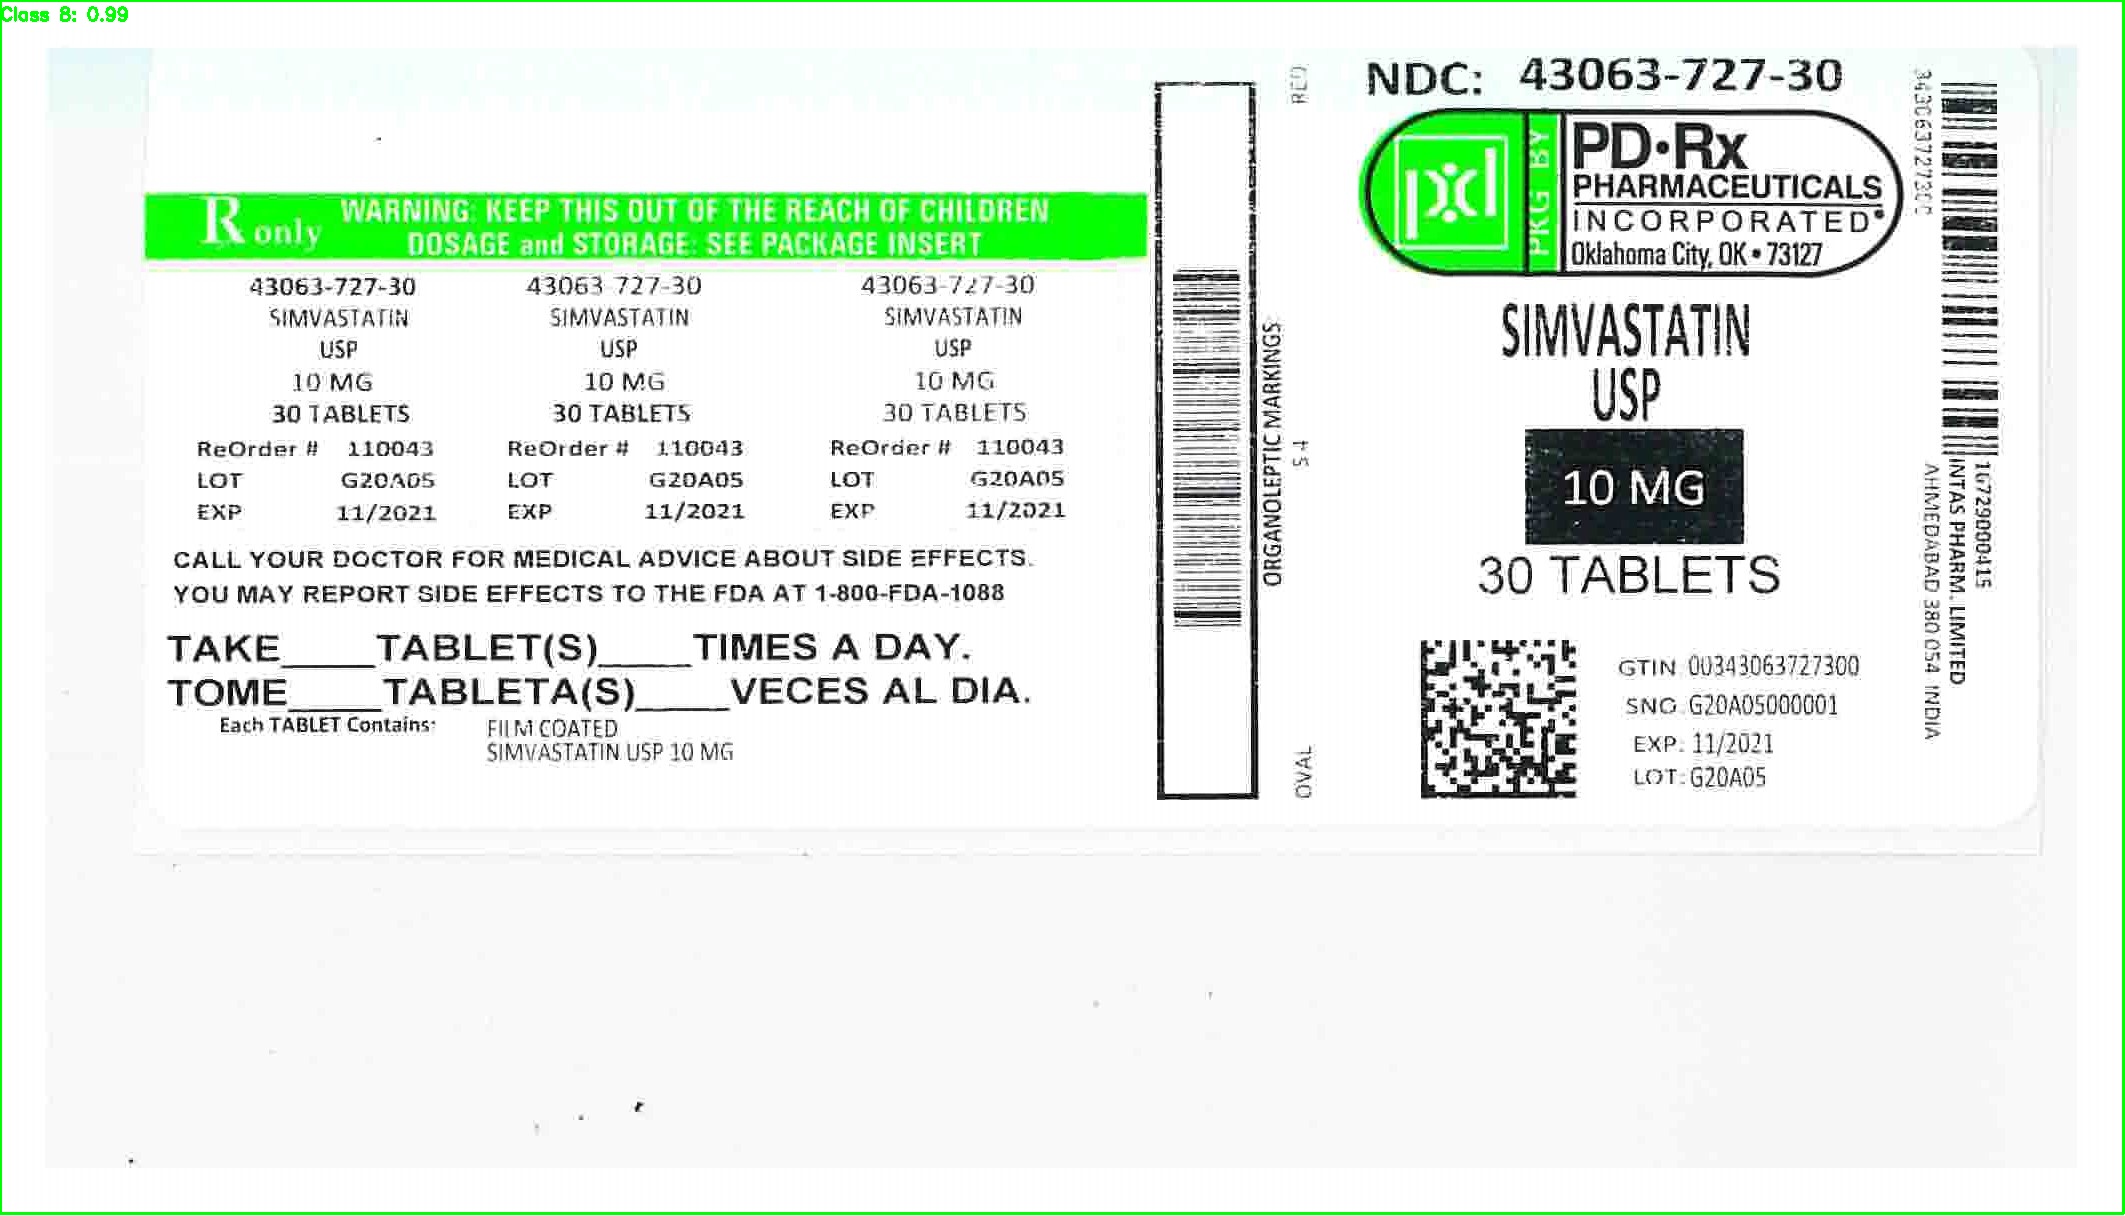 Class 8: 0.99
Rx only
WARNING: KEEP THIS OUT OF THE REACH OF CHILDREN
DOSAGE and STORAGE: SEE PACKAGE INSERT
43063-727-30 43063-727-30 43063-727-30
SIMVASTATIN SIMVASTATIN SIMVASTATIN
USP USP USP
10 MG 10 MG 10 MG
30 TABLETS 30 TABLETS 30 TABLETS
ReOrder # 110043 ReOrder # 110043 ReOrder # 110043
LOT G20A05 LOT G20A05 LOT G20A05
EXP 11/2021 EXP 11/2021 EXP 11/2021
CALL YOUR DOCTOR FOR MEDICAL ADVICE ABOUT SIDE EFFECTS.
YOU MAY REPORT SIDE EFFECTS TO THE FDA AT 1-800-FDA-1088
TAKE____TABLET(S)____TIMES A DAY.
TOME____TABLETA(S)____VECES AL DIA.
Each TABLET Contains: FILM COATED
SIMVASTATIN USP 10 MG
ORGANOLEPTIC MARKINGS:
OVAL 54 RED
NDC: 43063-727-30
PKG BY
PD•Rx
PHARMACEUTICALS
INCORPORATED®
Oklahoma City, OK • 73127
SIMVASTATIN
USP
10 MG
30 TABLETS
GTIN 00343063727300
SNO G20A05000001
EXP: 11/2021
LOT: G20A05
343063727300
16729000415
INTAS PHARM. LIMITED
AHMEDABAD 380 054 INDIA